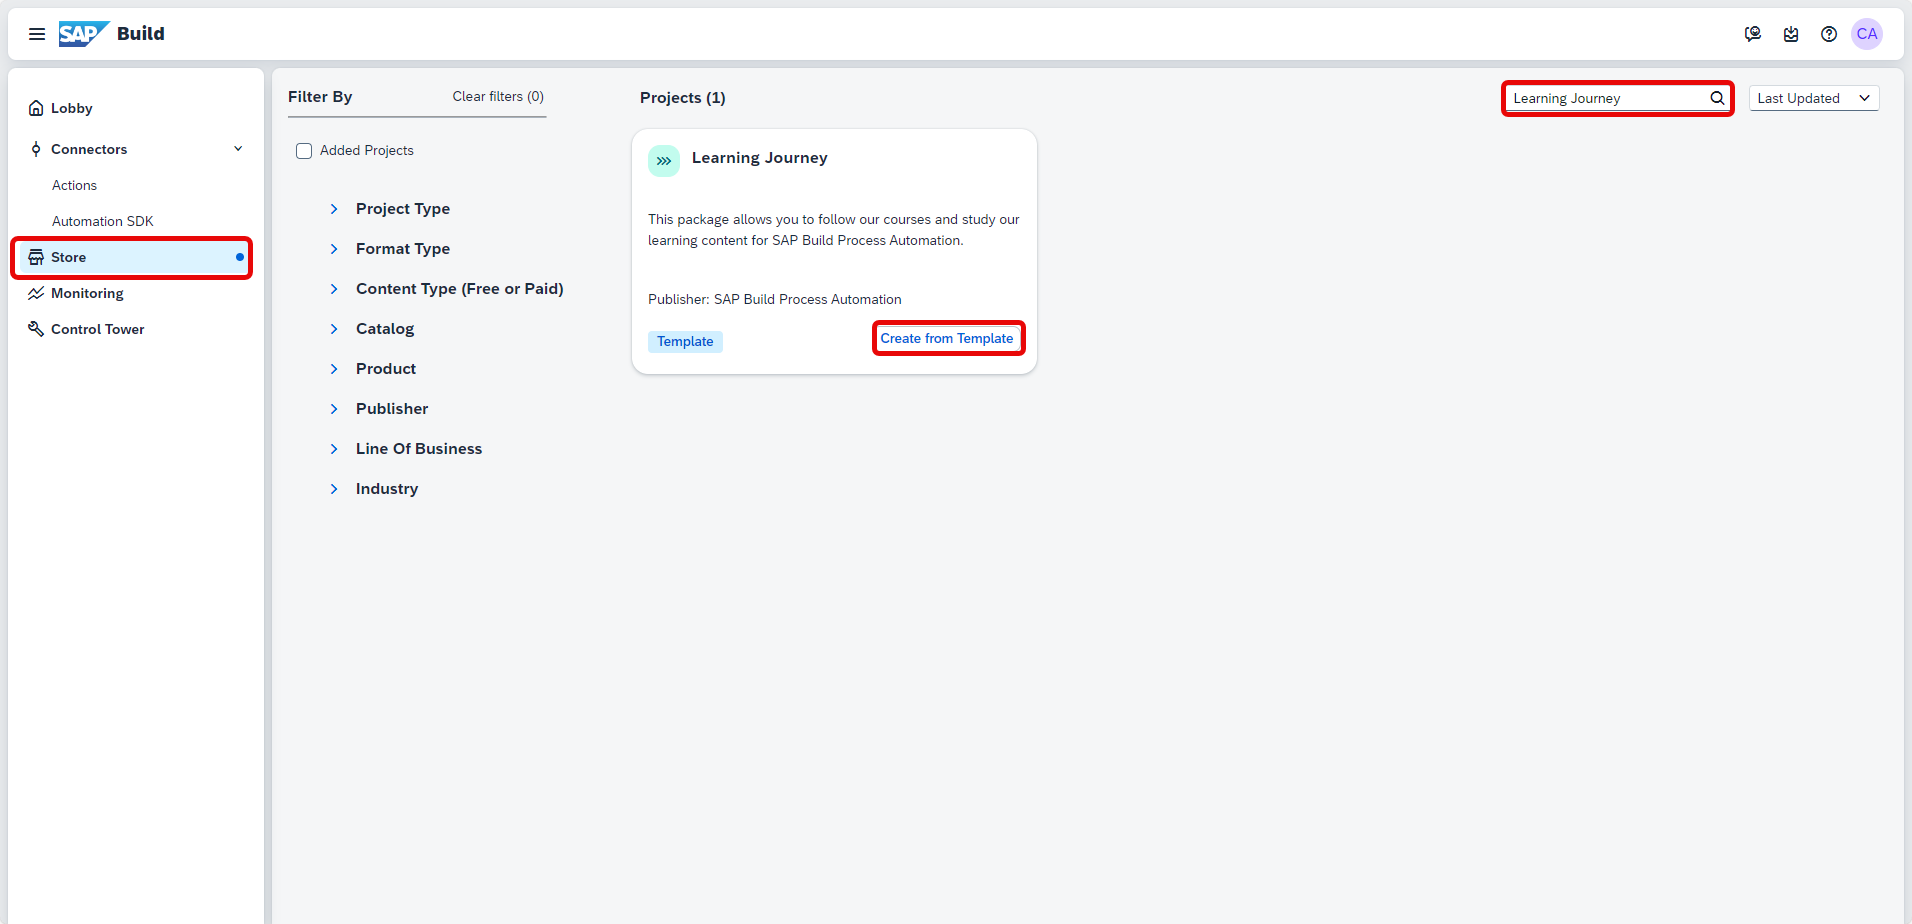 SAP Build
CA
Lobby
Connectors
Actions
Automation SDK
Store
Monitoring
Control Tower
Filter By
Clear filters (0)
Added Projects
Project Type
Format Type
Content Type (Free or Paid)
Catalog
Product
Publisher
Line Of Business
Industry
Projects (1)
Learning Journey
Last Updated
Learning Journey
This package allows you to follow our courses and study our
learning content for SAP Build Process Automation.
Publisher: SAP Build Process Automation
Template
Create from Template